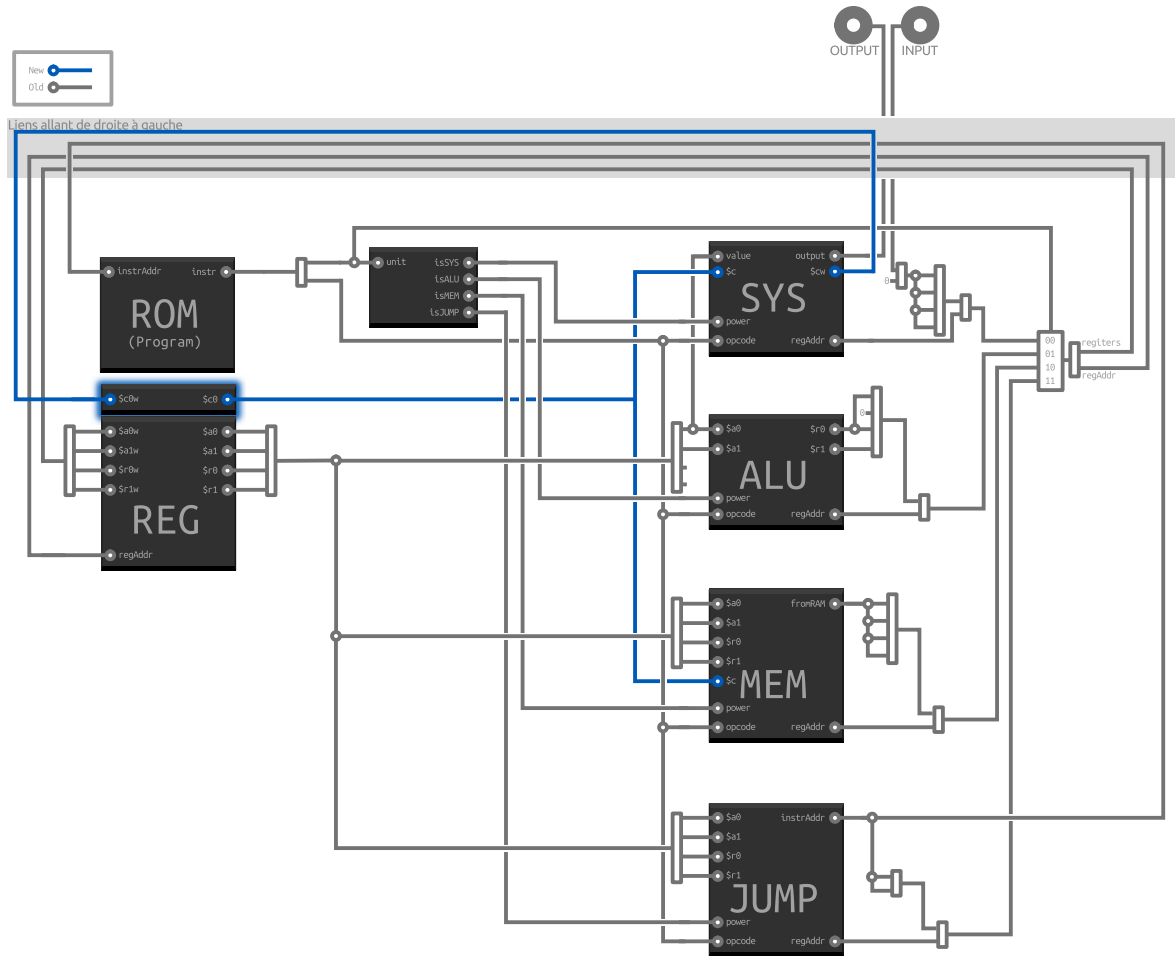 OUTPUT
INPUT
New
Old
Liens allant de droite à gauche
instrAddr
instr
ROM
(Program)
unit
isSYS
isALU
isMEM
isJUMP
value
output
$c
$cw
SYS
power
opcode
regAddr
0
00
01
10
11
regiters
regAddr
$c0w
$c0
$a0w
$a0
$a1w
$a1
$r0w
$r0
$r1w
$r1
REG
regAddr
$a0
$r0
$a1
$r1
ALU
power
opcode
regAddr
0
$a0
fromRAM
$a1
$r0
$r1
$c
MEM
power
opcode
regAddr
$a0
instrAddr
$a1
$r0
$r1
JUMP
power
opcode
regAddr